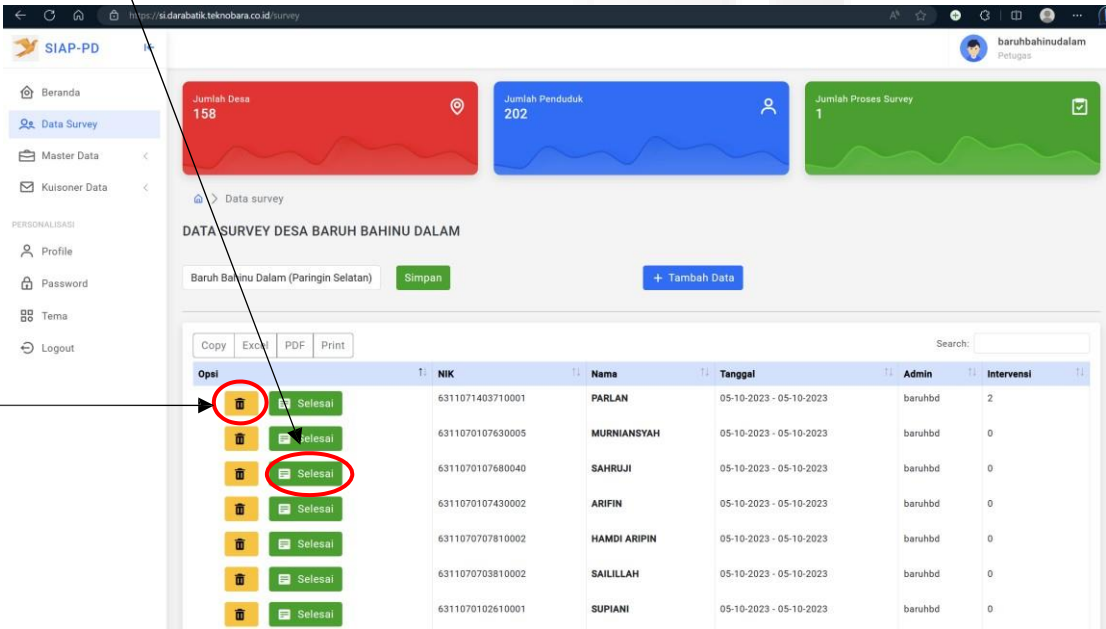 https://si.darabatik.teknobara.co.id/survey
SIAP-PD
baruhbahinudalam
Petugas
Beranda
Data Survey
Master Data
Kuisoner Data
PERSONALISASI
Profile
Password
Tema
Logout
Jumlah Desa
158
Jumlah Penduduk
202
Jumlah Proses Survey
1
Data survey
DATA SURVEY DESA BARUH BAHINU DALAM
Baruh Bahinu Dalam (Paringin Selatan) Simpan + Tambah Data
Copy Excel PDF Print Search:
Opsi NIK Nama Tanggal Admin Intervensi
Selesai 6311071403710001 PARLAN 05-10-2023 - 05-10-2023 baruhbd 2
Selesai 6311070107630005 MURNIANSYAH 05-10-2023 - 05-10-2023 baruhbd 0
Selesai 6311070107680040 SAHRUJI 05-10-2023 - 05-10-2023 baruhbd 0
Selesai 6311070107430002 ARIFIN 05-10-2023 - 05-10-2023 baruhbd 0
Selesai 6311070707810002 HAMDI ARIPIN 05-10-2023 - 05-10-2023 baruhbd 0
Selesai 6311070703810002 SAILILLAH 05-10-2023 - 05-10-2023 baruhbd 0
Selesai 6311070102610001 SUPIANI 05-10-2023 - 05-10-2023 baruhbd 0